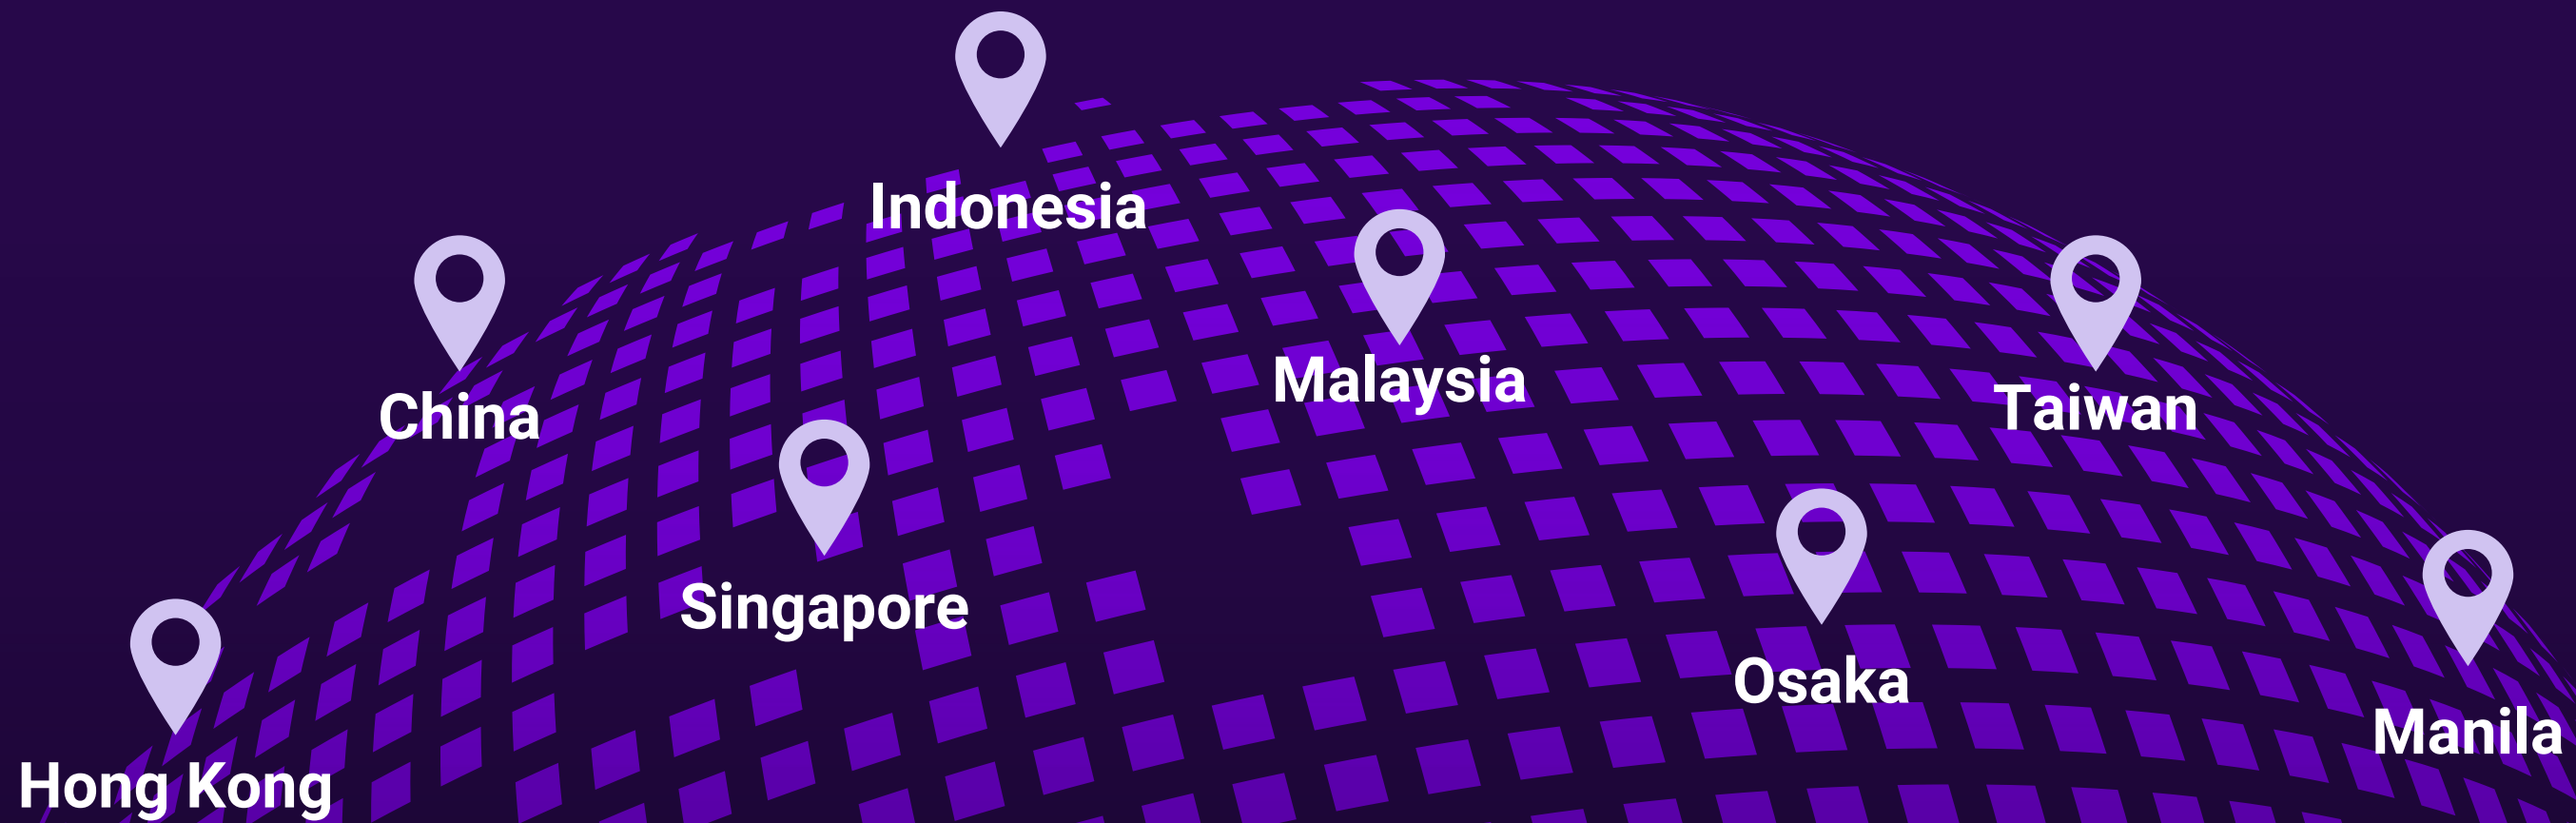 Indonesia
Malaysia
China
Taiwan
Singapore
Osaka
Manila
Hong Kong